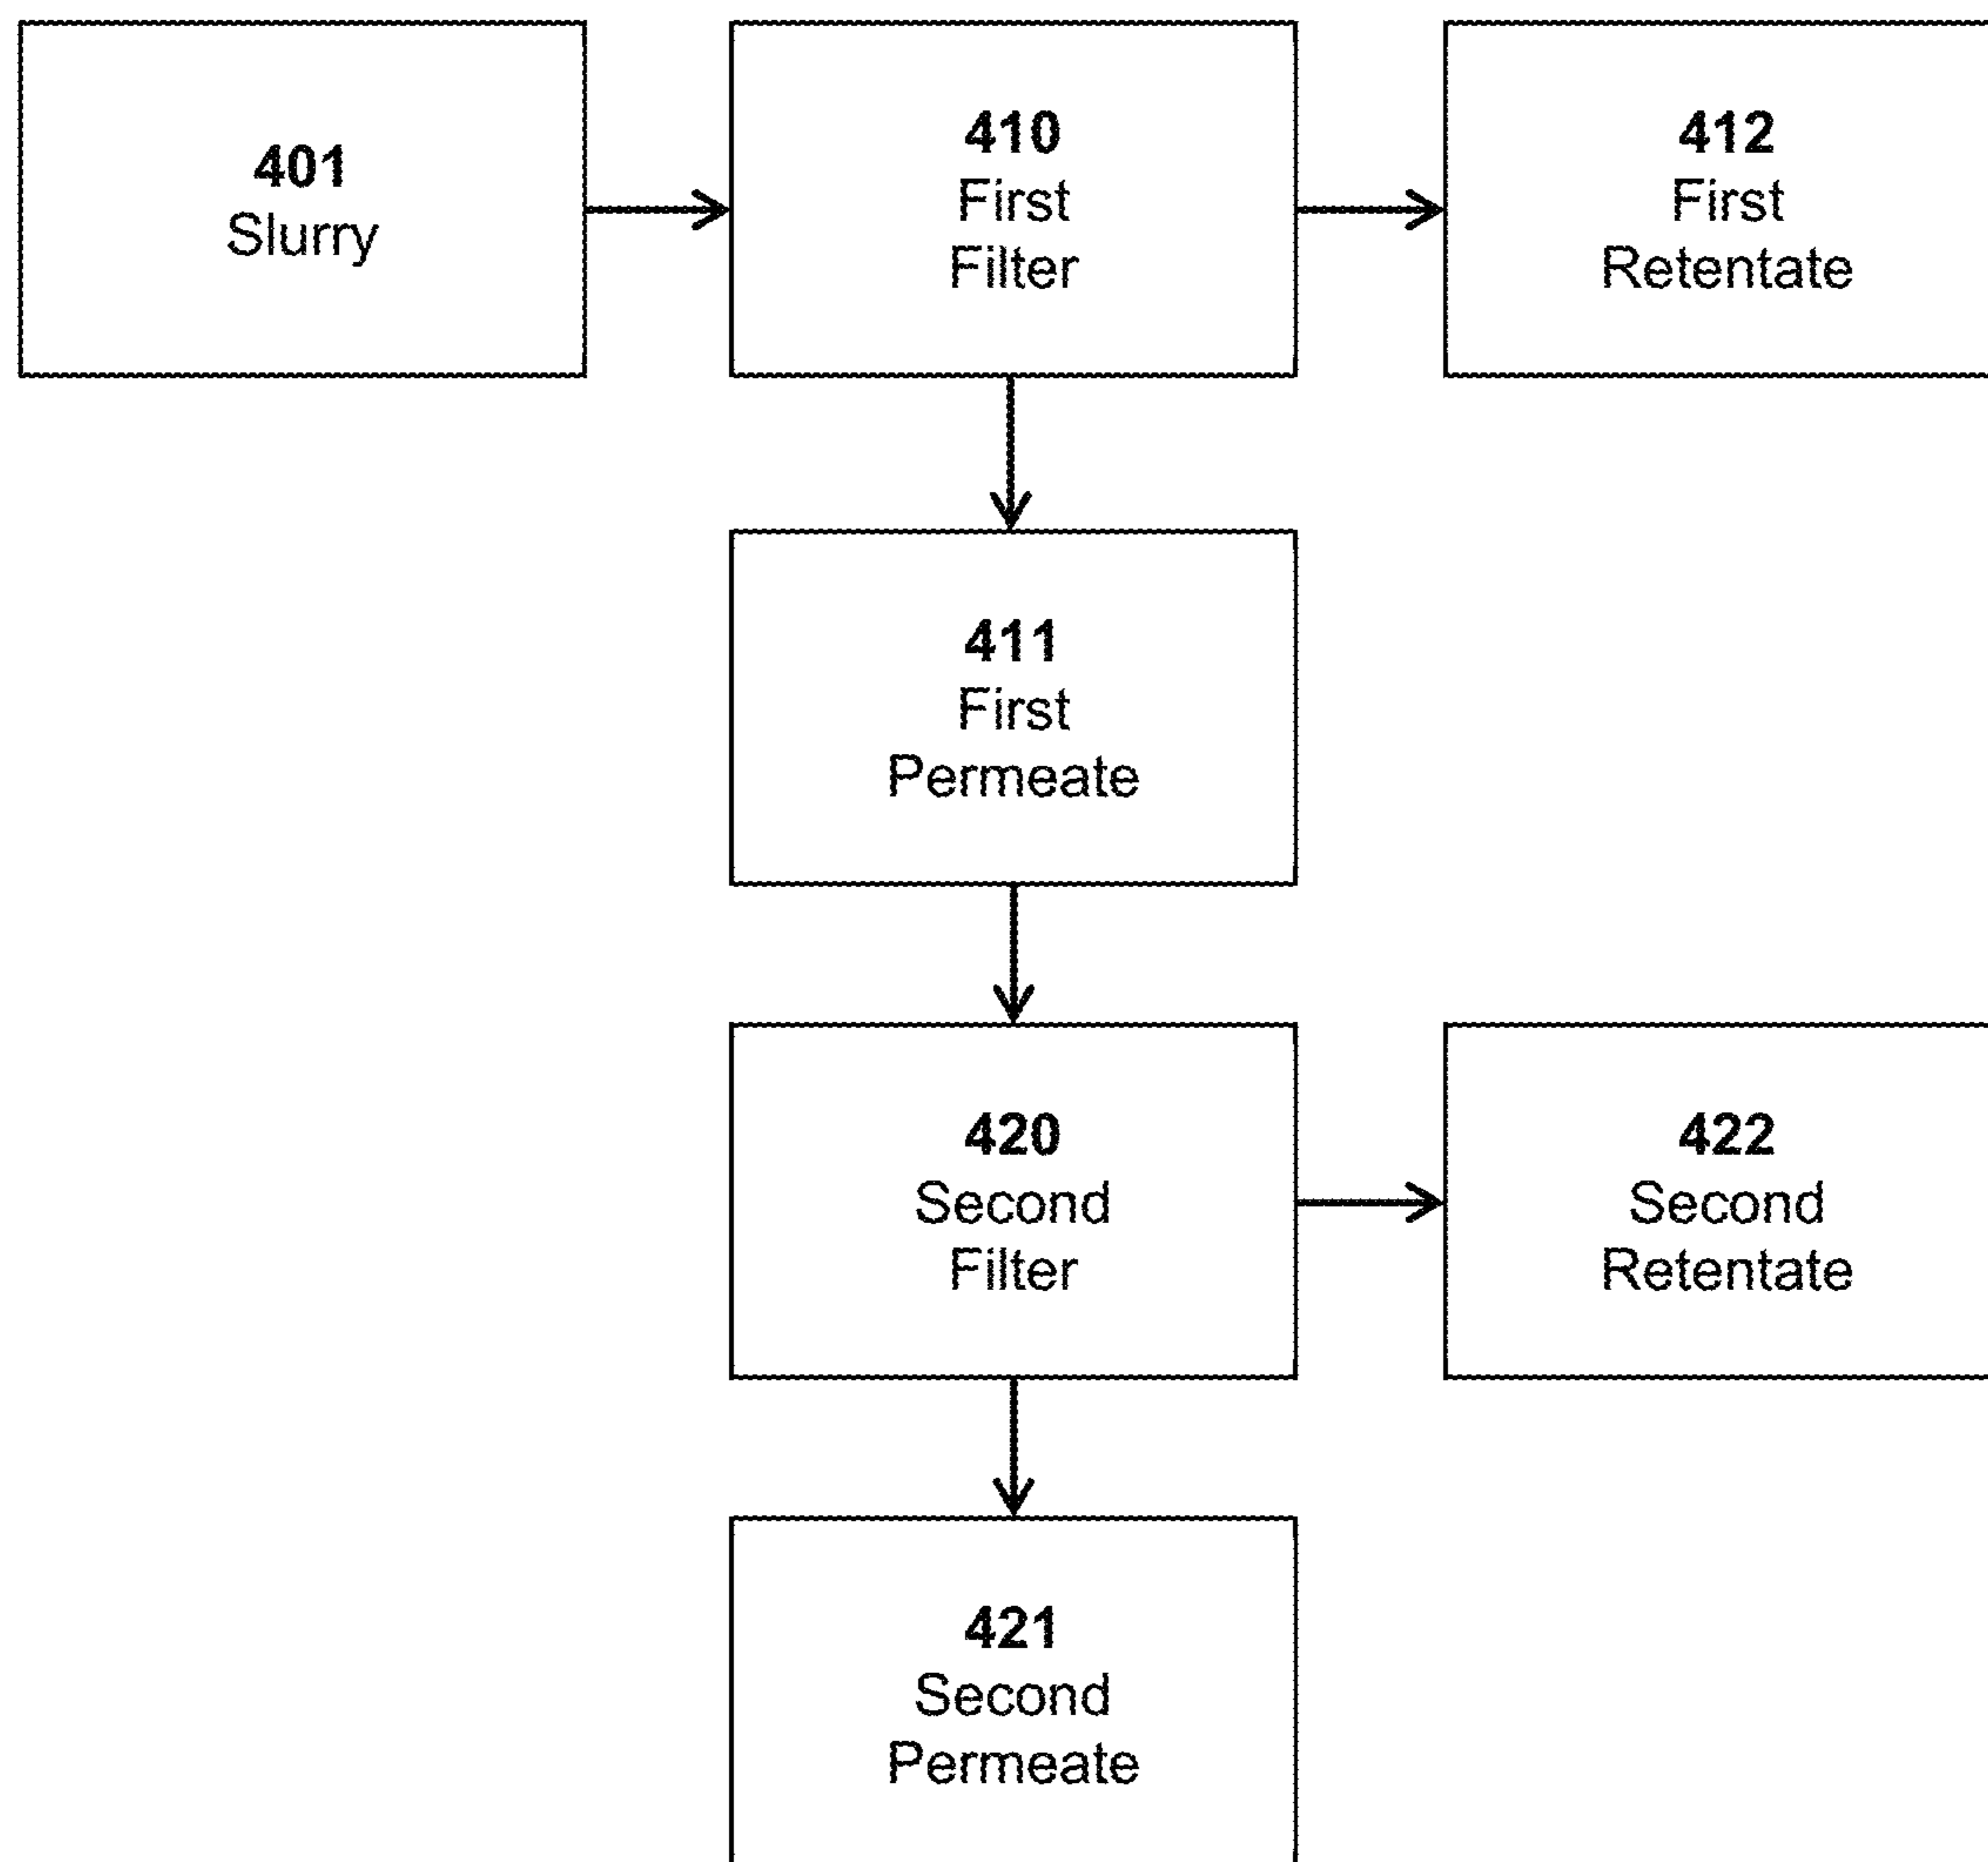 401
Slurry
410
First
Filter
412
First
Retentate
411
First
Permeate
420
Second
Filter
422
Second
Retentate
421
Second
Permeate